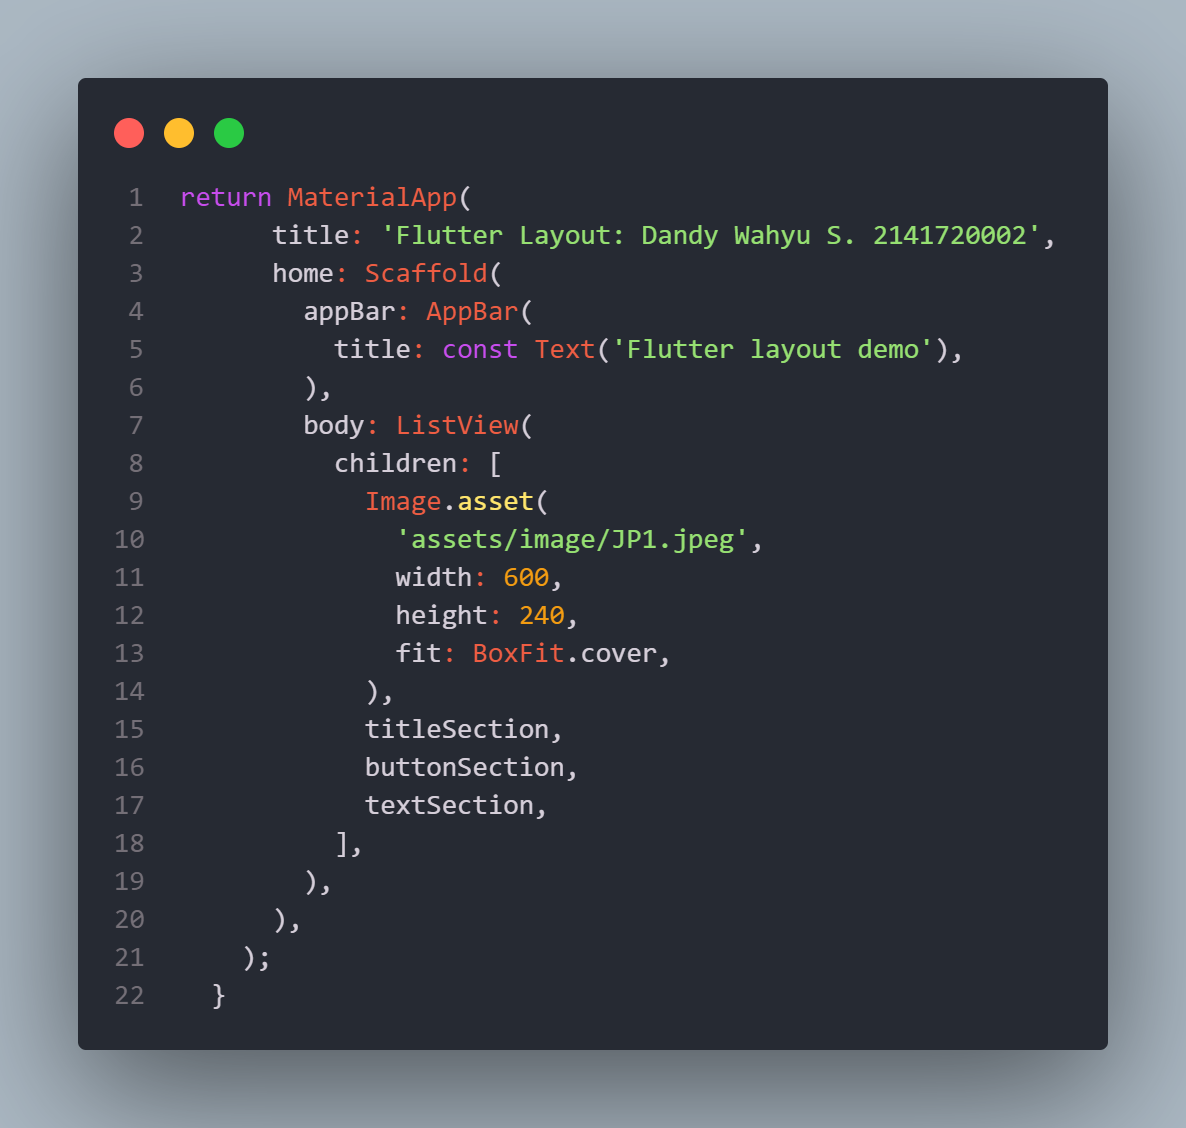 1 return MaterialApp(
2       title: 'Flutter Layout: Dandy Wahyu S. 2141720002',
3       home: Scaffold(
4         appBar: AppBar(
5           title: const Text('Flutter layout demo'),
6         ),
7         body: ListView(
8           children: [
9             Image.asset(
10               'assets/image/JP1.jpeg',
11               width: 600,
12               height: 240,
13               fit: BoxFit.cover,
14             ),
15             titleSection,
16             buttonSection,
17             textSection,
18           ],
19         ),
20       ),
21     );
22   }